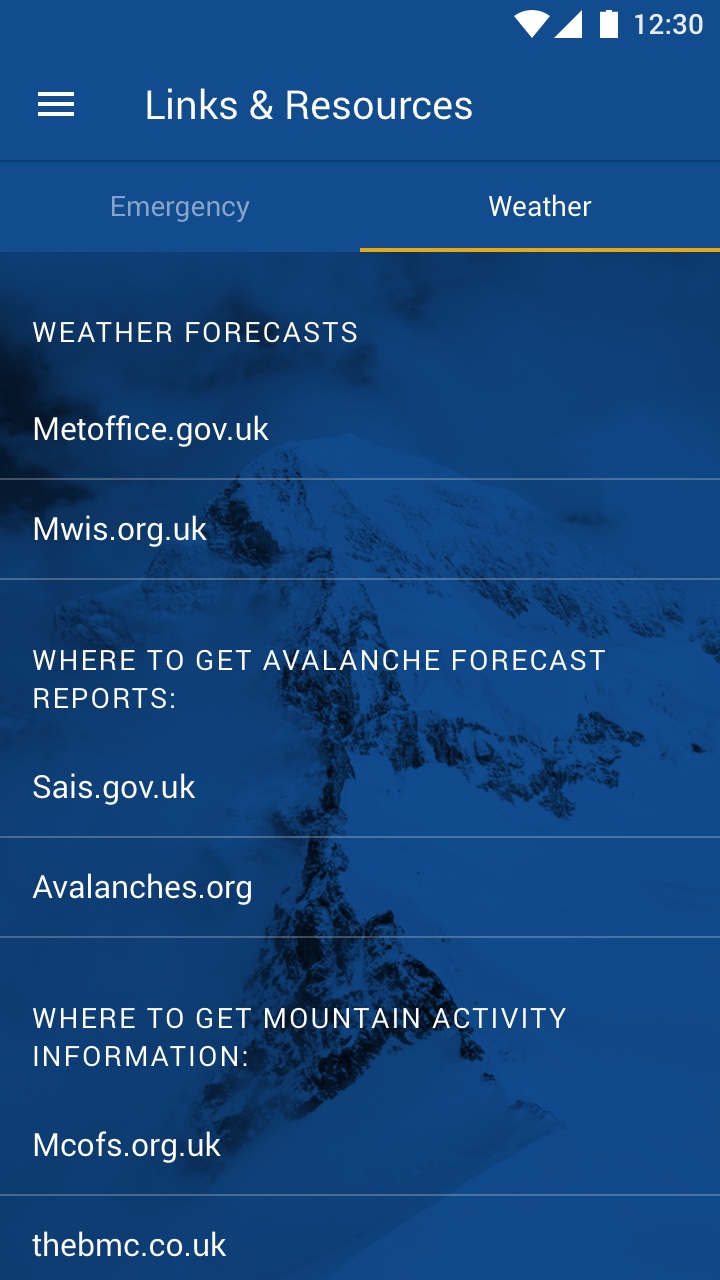 12:30
Links & Resources
Emergency
Weather
WEATHER FORECASTS
Metoffice.gov.uk
Mwis.org.uk
WHERE TO GET AVALANCHE FORECAST
REPORTS:
Sais.gov.uk
Avalanches.org
WHERE TO GET MOUNTAIN ACTIVITY
INFORMATION:
Mcofs.org.uk
thebmc.co.uk